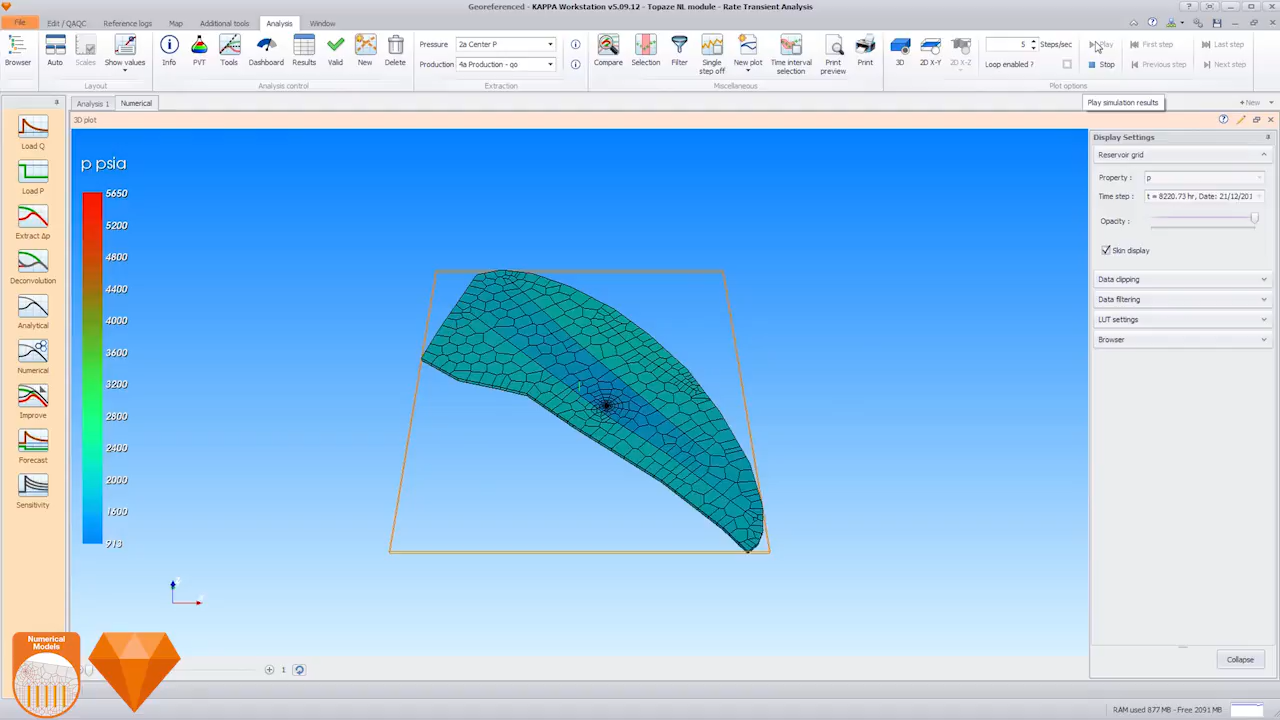 Georeferenced - KAPPA Workstation v5.09.12 - Topaze NL module - Rate Transient Analysis
File
Edit / QAQC
Reference logs
Map
Additional tools
Analysis
Window
Browser
Auto
Scales
Show values
Info
PVT
Tools
Dashboard
Results
Valid
New
Delete
Pressure
Production
4a Production - qo
Compare
Selection
Filter
Single step off
New plot
Time interval selection
Print preview
Print
3D
2D X-Y
2D X-Z
5 Steps/sec
Loop enabled ?
Play
Stop
First step
Previous step
Last step
Next step
Layout
Analysis control
Extraction
Miscellaneous
Plot options
Play simulation results
Analysis 1
Numerical
+ New
3D plot
Load Q
Load P
Extract Δp
Deconvolution
Analytical
Numerical
Improve
Forecast
Sensitivity
p psia
5650
5200
4800
4400
4000
3600
3200
2800
2400
2000
1600
913
Display Settings
Reservoir grid
Property : p
Time step : t = 8220.73 hr, Date: 21/12/201
Opacity :
Skin display
Data clipping
Data filtering
LUT settings
Browser
Collapse
1
Numerical
Models
RAM used 877 MB - Free 2091 MB